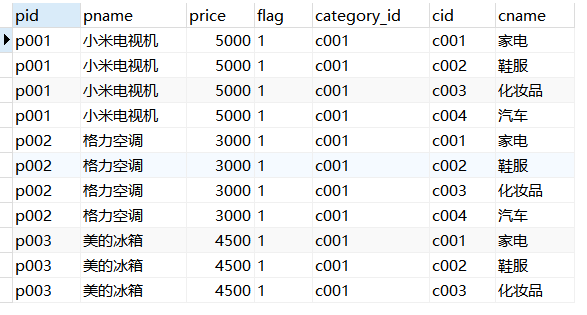 pid pname price flag category_id cid cname
p001 小米电视机 5000 1 c001 c001 家电
p001 小米电视机 5000 1 c001 c002 鞋服
p001 小米电视机 5000 1 c001 c003 化妆品
p001 小米电视机 5000 1 c001 c004 汽车
p002 格力空调 3000 1 c001 c001 家电
p002 格力空调 3000 1 c001 c002 鞋服
p002 格力空调 3000 1 c001 c003 化妆品
p002 格力空调 3000 1 c001 c004 汽车
p003 美的冰箱 4500 1 c001 c001 家电
p003 美的冰箱 4500 1 c001 c002 鞋服
p003 美的冰箱 4500 1 c001 c003 化妆品